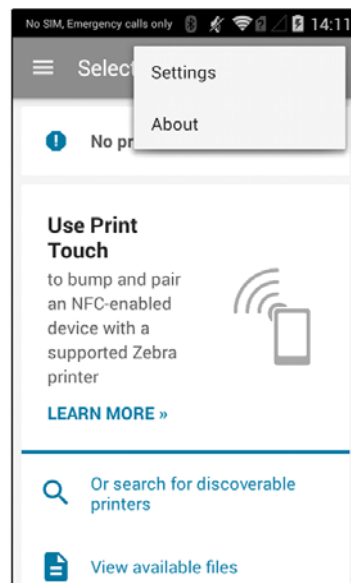 No SIM, Emergency calls only 14:11
Select
Settings
About
No
Use Print
Touch
to bump and pair
an NFC-enabled
device with a
supported Zebra
printer
LEARN MORE »
Or search for discoverable
printers
View available files